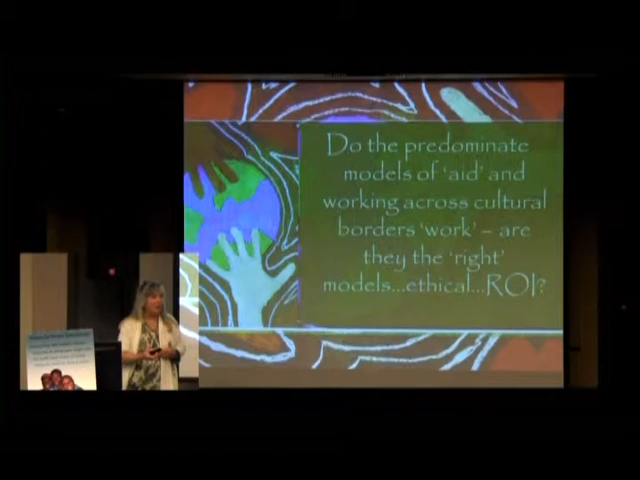 Do the predominate
models of 'aid' and
working across cultural
borders 'work' – are
they the 'right'
models...ethical...ROI?